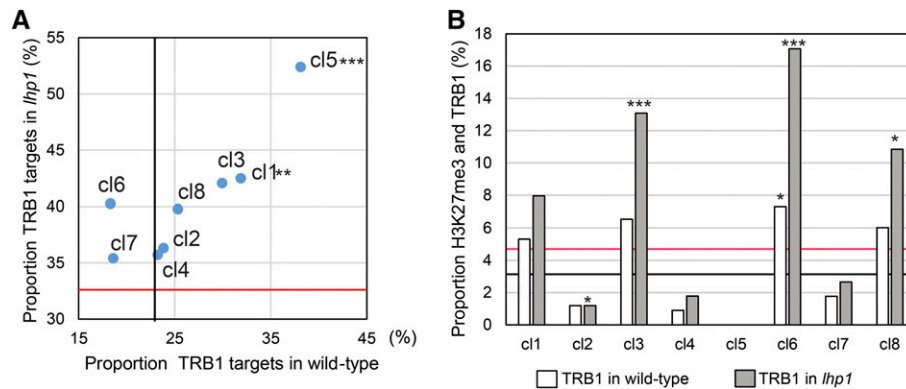 A
Proportion TRB1 targets in lhp1 (%)
55
50
45
40
35
30
cl5***
cl3
cl1**
cl6
cl8
cl7
cl2
cl4
15 25 35 45 (%)
Proportion TRB1 targets in wild-type
B
Proportion H3K27me3 and TRB1
18
16
14
12
10
8
6
4
2
0
***
***
*
*
*
cl1 cl2 cl3 cl4 cl5 cl6 cl7 cl8
TRB1 in wild-type TRB1 in lhp1